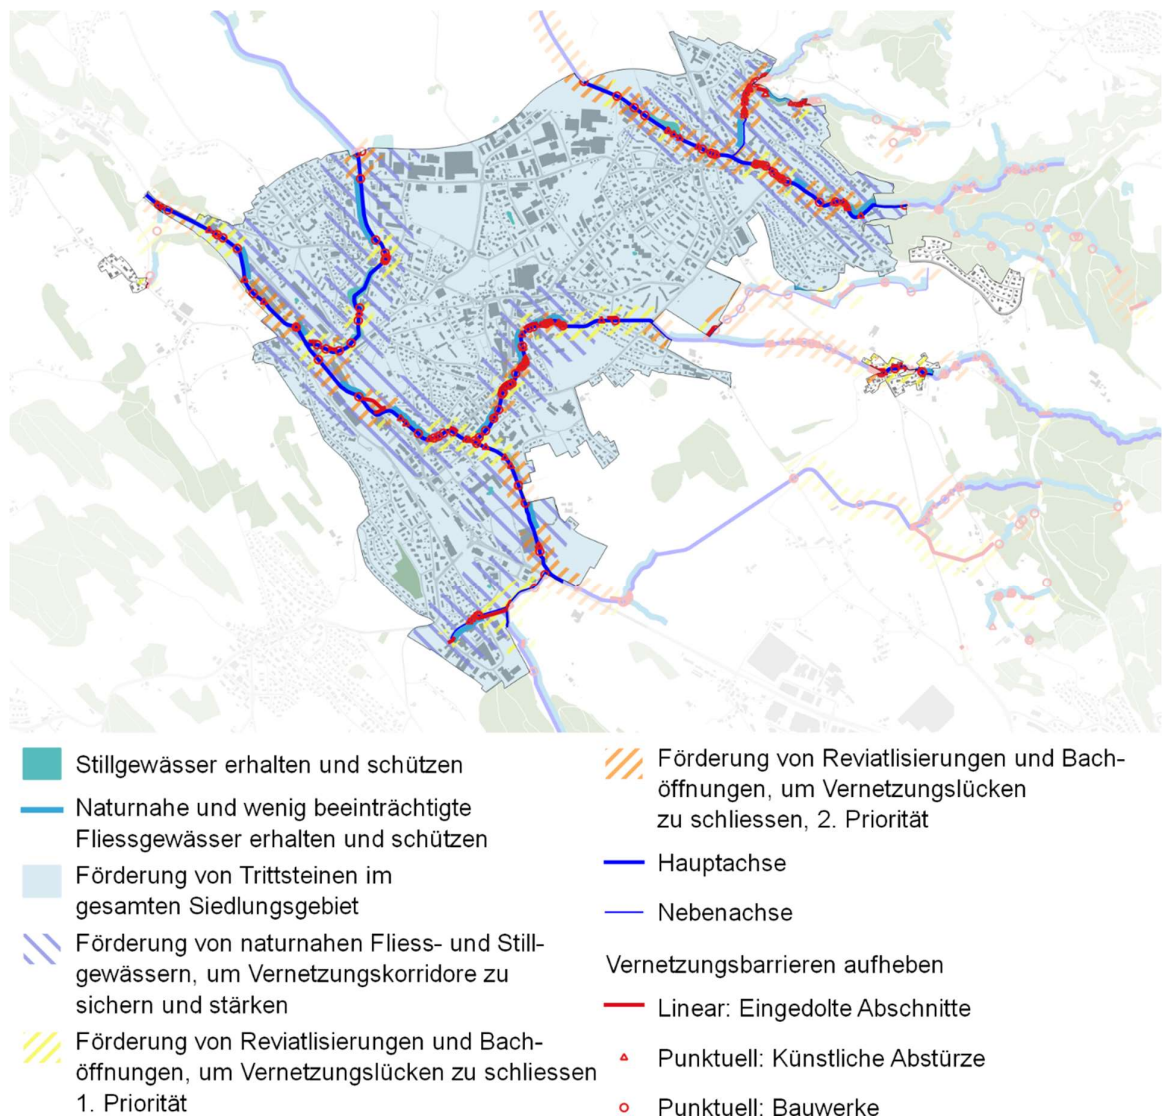 Stillgewässer erhalten und schützen
Naturnahe und wenig beeinträchtigte
Fliessgewässer erhalten und schützen
Förderung von Trittsteinen im
gesamten Siedlungsgebiet
Förderung von naturnahen Fliess- und Still-
gewässern, um Vernetzungskorridore zu
sichern und stärken
Förderung von Reviatlisierungen und Bach-
öffnungen, um Vernetzungslücken zu schliessen
1. Priorität
Förderung von Reviatlisierungen und Bach-
öffnungen, um Vernetzungslücken
zu schliessen, 2. Priorität
Hauptachse
Nebenachse
Vernetzungsbarrieren aufheben
Linear: Eingedolte Abschnitte
Punktuell: Künstliche Abstürze
Punktuell: Bauwerke